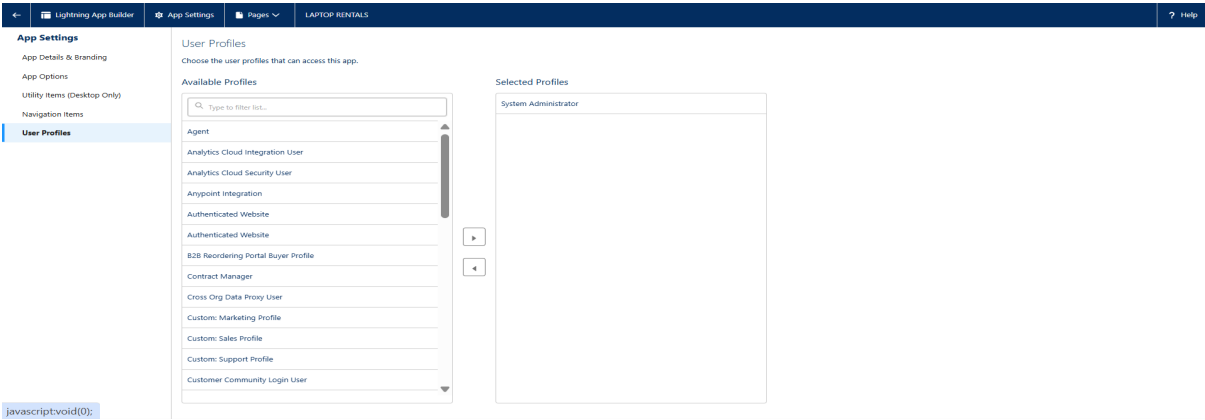 Lightning App Builder App Settings Pages LAPTOP RENTALS ? Help
App Settings
App Details & Branding
App Options
Utility Items (Desktop Only)
Navigation Items
User Profiles
User Profiles
Choose the user profiles that can access this app.
Available Profiles
Type to filter list...
Agent
Analytics Cloud Integration User
Analytics Cloud Security User
Anypoint Integration
Authenticated Website
Authenticated Website
B2B Reordering Portal Buyer Profile
Contract Manager
Cross Org Data Proxy User
Custom: Marketing Profile
Custom: Sales Profile
Custom: Support Profile
Customer Community Login User
Selected Profiles
System Administrator
javascript:void(0);